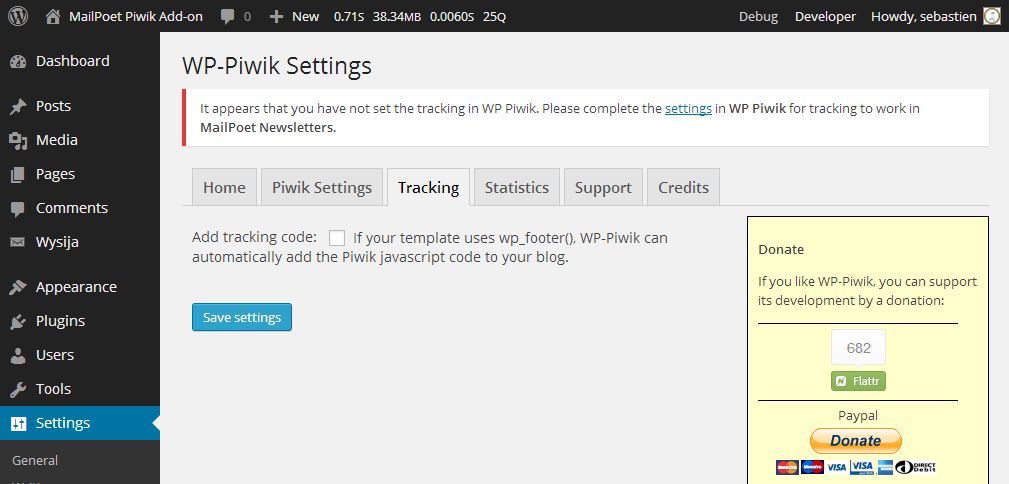 MailPoet Piwik Add-on 0 New 0.71S 38.34MB 0.0060S 25Q Debug Developer Howdy, sebastien
Dashboard
Posts
Media
Pages
Comments
Wysija
Appearance
Plugins
Users
Tools
Settings
General
WP-Piwik Settings
It appears that you have not set the tracking in WP Piwik. Please complete the settings in WP Piwik for tracking to work in
MailPoet Newsletters.
Home Piwik Settings Tracking Statistics Support Credits
Add tracking code: If your template uses wp_footer(), WP-Piwik can
automatically add the Piwik javascript code to your blog.
Save settings
Donate
If you like WP-Piwik, you can support
its development by a donation:
682
Flattr
Paypal
Donate
MasterCard Maestro VISA VISA DIRECT
Debit